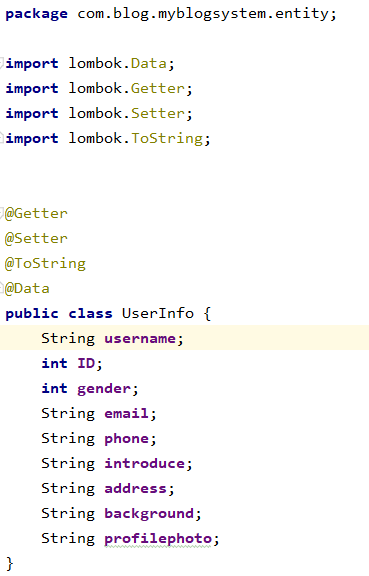 package com.blog.myblogsystem.entity;
import lombok.Data;
import lombok.Getter;
import lombok.Setter;
import lombok.ToString;
@Getter
@Setter
@ToString
@Data
public class UserInfo {
    String username;
    int ID;
    int gender;
    String email;
    String phone;
    String introduce;
    String address;
    String background;
    String profilephoto;
}